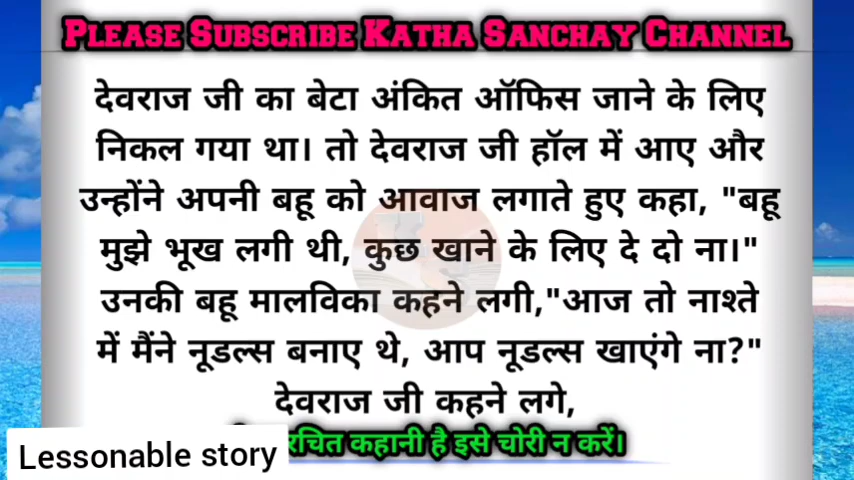 PLEASE SUBSCRIBE KATHA SANCHAY CHANNEL
देवराज जी का बेटा अंकित ऑफिस जाने के लिए
निकल गया था। तो देवराज जी हॉल में आए और
उन्होंने अपनी बहू को आवाज लगाते हुए कहा, "बहू
मुझे भूख लगी थी, कुछ खाने के लिए दे दो ना।"
उनकी बहू मालविका कहने लगी,"आज तो नाश्ते
में मैंने नूडल्स बनाए थे, आप नूडल्स खाएंगे ना?"
देवराज जी कहने लगे,
कहानी है इसे चोरी न करें।
Lessonable story